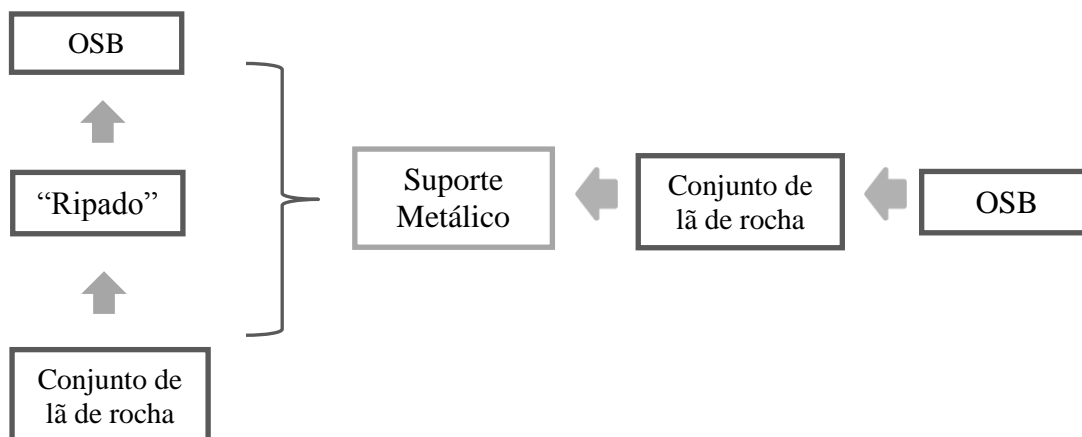 OSB
“Ripado”
Conjunto de
lã de rocha
Suporte
Metálico
Conjunto de
lã de rocha
OSB